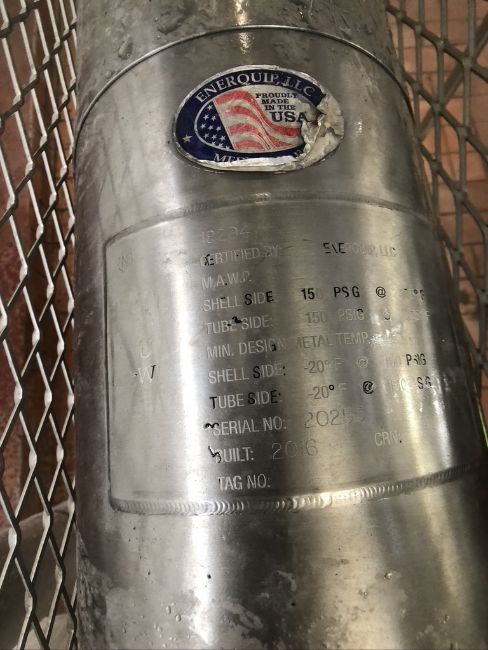 ENERQUIP, LLC
PROUDLY
MADE
IN THE
USA
CERTIFIED BY: ENERQUIP, LLC
M.A.W.P.
SHELL SIDE 150 PSIG @
TUBE SIDE: 150 PSIG
MIN. DESIGN METAL TEMP.
SHELL SIDE: -20°F @ PSIG
TUBE SIDE: -20°F @
SERIAL NO:
BUILT: 2016 CRN:
TAG NO:
U
W